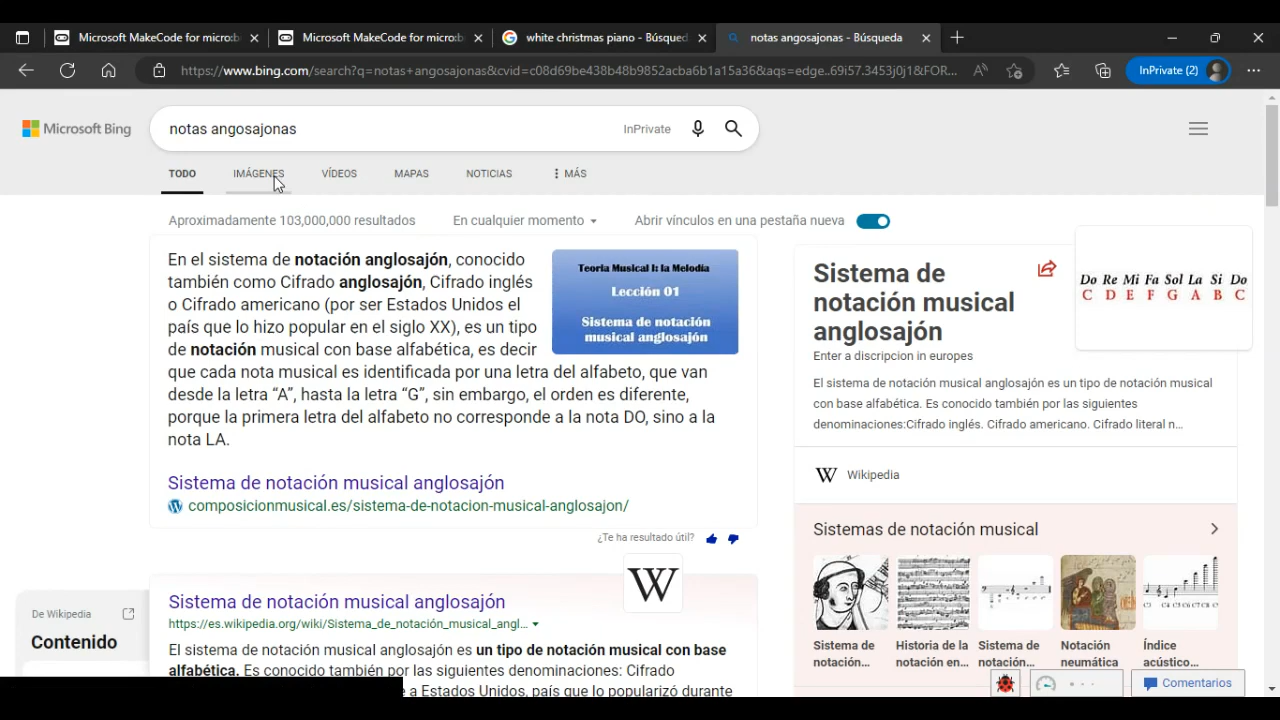 Microsoft MakeCode for micro:b
Microsoft MakeCode for micro:b
white christmas piano - Búsqued
notas angosajonas - Búsqueda
https://www.bing.com/search?q=notas+angosajonas&cvid=c08d69be438b48b9852acba6b1a15a36&aqs=edge..69i57.3453j0j1&FOR...
InPrivate (2)
Microsoft Bing
notas angosajonas
InPrivate
TODO
IMÁGENES
VÍDEOS
MAPAS
NOTICIAS
MÁS
Aproximadamente 103,000,000 resultados
En cualquier momento
Abrir vínculos en una pestaña nueva
En el sistema de notación anglosajón, conocido
también como Cifrado anglosajón, Cifrado inglés
o Cifrado americano (por ser Estados Unidos el
país que lo hizo popular en el siglo XX), es un tipo
de notación musical con base alfabética, es decir
que cada nota musical es identificada por una letra del alfabeto, que van
desde la letra “A”, hasta la letra “G”, sin embargo, el orden es diferente,
porque la primera letra del alfabeto no corresponde a la nota DO, sino a la
nota LA.
Teoría Musical I: la Melodía
Lección 01
Sistema de notación
musical anglosajón
Sistema de notación musical anglosajón
composicionmusical.es/sistema-de-notacion-musical-anglosajon/
¿Te ha resultado útil?
De Wikipedia
Contenido
Sistema de notación musical anglosajón
https://es.wikipedia.org/wiki/Sistema_de_notación_musical_angl...
W
El sistema de notación musical anglosajón es un tipo de notación musical con base
alfabética. Es conocido también por las siguientes denominaciones: Cifrado
e a Estados Unidos, país que lo popularizó durante
Sistema de
notación musical
anglosajón
Enter a discripcion in europes
Do Re Mi Fa Sol La Si Do
C D E F G A B C
El sistema de notación musical anglosajón es un tipo de notación musical
con base alfabética. Es conocido también por las siguientes
denominaciones:Cifrado inglés. Cifrado americano. Cifrado literal n...
W Wikipedia
Sistemas de notación musical
Sistema de
notación...
Historia de la
notación en...
Sistema de
notación...
Notación
neumática
Índice
acústico...
Comentarios